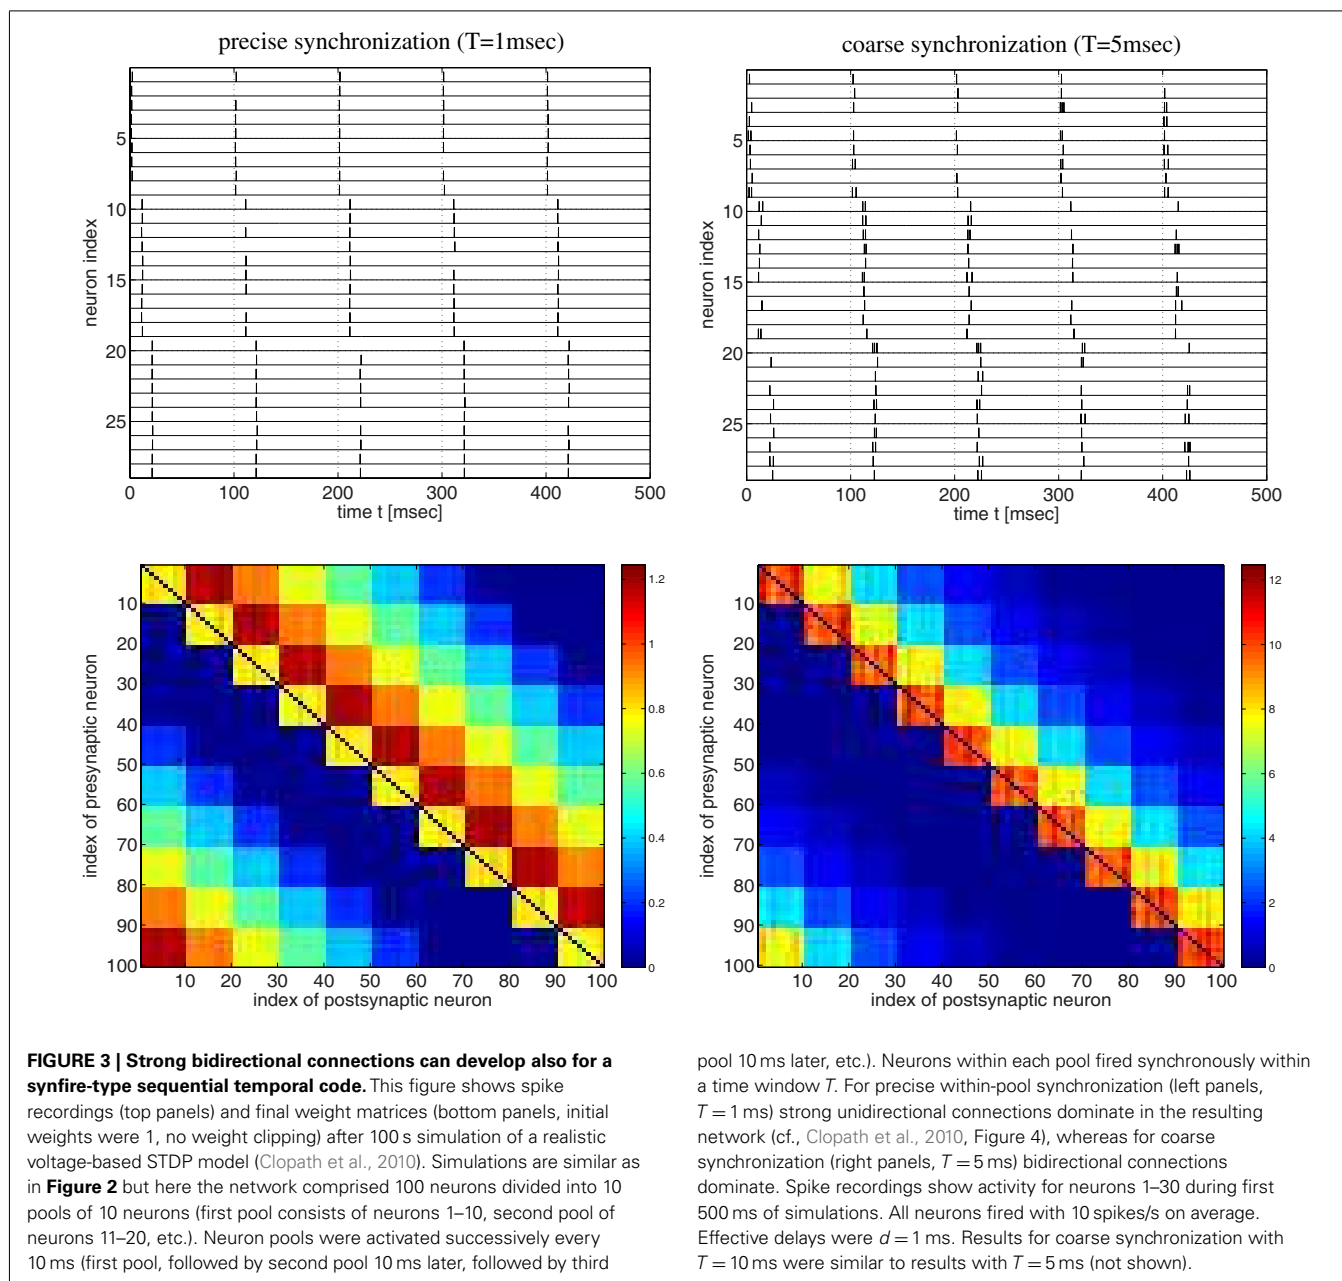 precise synchronization (T=1msec)
5
10
15
20
25
neuron index
0 100 200 300 400 500
time t [msec]
coarse synchronization (T=5msec)
5
10
15
20
25
neuron index
0 100 200 300 400 500
time t [msec]
10
20
30
40
50
60
70
80
90
100
index of presynaptic neuron
10 20 30 40 50 60 70 80 90 100
index of postsynaptic neuron
1.2
1
0.8
0.6
0.4
0.2
0
10
20
30
40
50
60
70
80
90
100
index of presynaptic neuron
10 20 30 40 50 60 70 80 90 100
index of postsynaptic neuron
12
10
8
6
4
2
0
FIGURE 3 | Strong bidirectional connections can develop also for a
synfire-type sequential temporal code. This figure shows spike
recordings (top panels) and final weight matrices (bottom panels, initial
weights were 1, no weight clipping) after 100 s simulation of a realistic
voltage-based STDP model (Clopath et al., 2010). Simulations are similar as
in Figure 2 but here the network comprised 100 neurons divided into 10
pools of 10 neurons (first pool consists of neurons 1–10, second pool of
neurons 11–20, etc.). Neuron pools were activated successively every
10 ms (first pool, followed by second pool 10 ms later, followed by third
pool 10 ms later, etc.). Neurons within each pool fired synchronously within
a time window T. For precise within-pool synchronization (left panels,
T = 1 ms) strong unidirectional connections dominate in the resulting
network (cf., Clopath et al., 2010, Figure 4), whereas for coarse
synchronization (right panels, T = 5 ms) bidirectional connections
dominate. Spike recordings show activity for neurons 1–30 during first
500 ms of simulations. All neurons fired with 10 spikes/s on average.
Effective delays were d = 1 ms. Results for coarse synchronization with
T = 10 ms were similar to results with T = 5 ms (not shown).